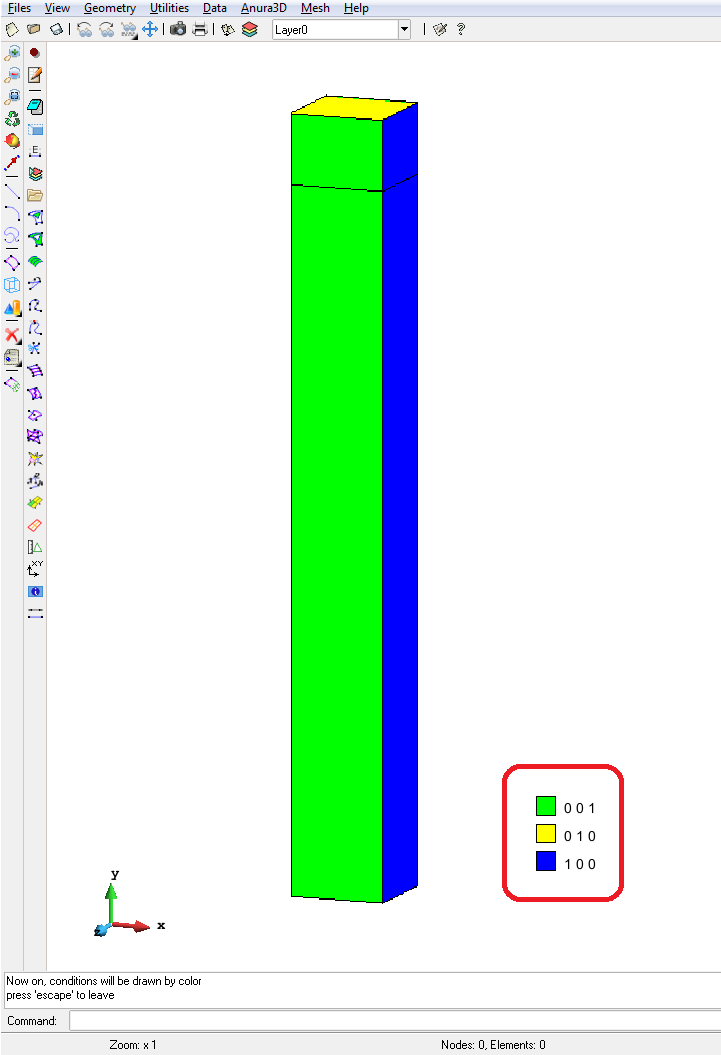 Files View Geometry Utilities Data Anura3D Mesh Help
Layer0
E
XY
y
x
0 0 1
0 1 0
1 0 0
Now on, conditions will be drawn by color
press 'escape' to leave
Command:
Zoom: x 1 Nodes: 0, Elements: 0